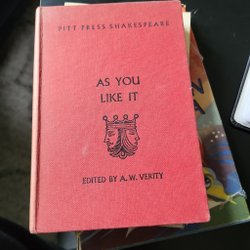 PITT PRESS SHAKESPEARE
AS YOU
LIKE IT
EDITED BY A. W. VERITY